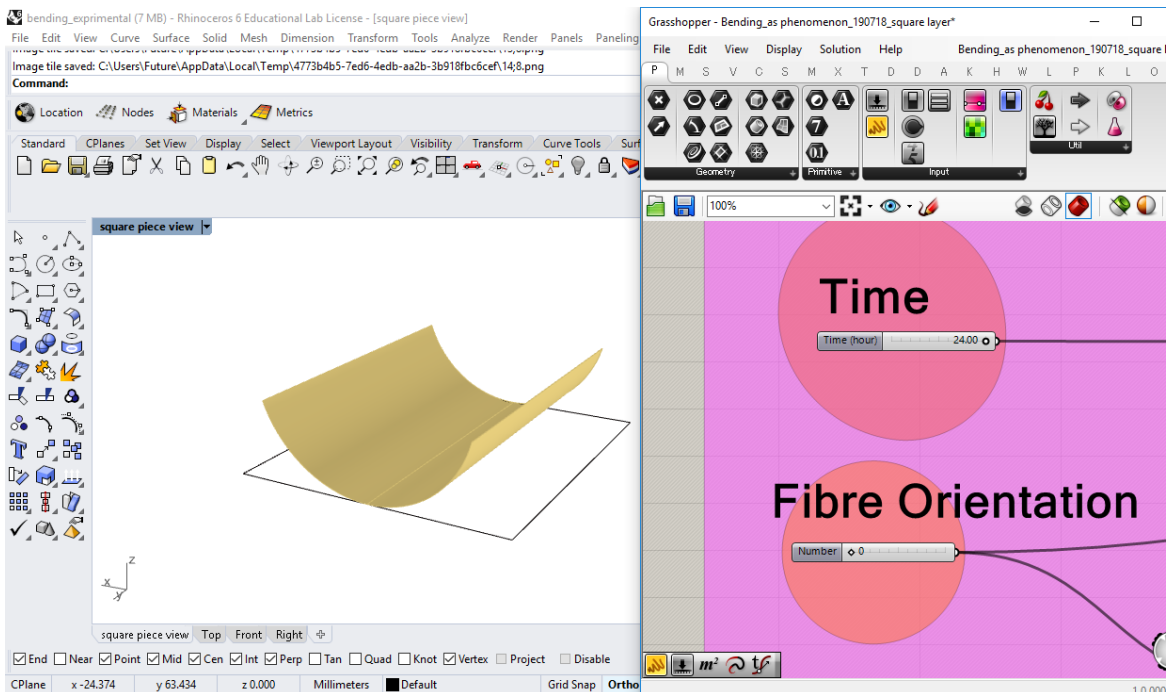 bending_exprimental (7 MB) - Rhinoceros 6 Educational Lab License - [square piece view]
File Edit View Curve Surface Solid Mesh Dimension Transform Tools Analyze Render Panels Paneling
Image tile saved: C:\Users\Future\AppData\Local\Temp\4773b4b5-7ed6-4edb-aa2b-3b918fbc6cef\14;8.png
Command:
Location Nodes Materials Metrics
Standard CPlanes Set View Display Select Viewport Layout Visibility Transform Curve Tools Surf
square piece view
z
x
y
square piece view Top Front Right
End Near Point Mid Cen Int Perp Tan Quad Knot Vertex Project Disable
CPlane x -24.374 y 63.434 z 0.000 Millimeters Default Grid Snap Ortho
Grasshopper - Bending_as phenomenon_190718_square layer*
File Edit View Display Solution Help Bending_as phenomenon_190718_square l
P M S V C S M X T D D A K H W L P K L O
Geometry Primitive Input Util
100%
Time
Time (hour) 24.00
Fibre Orientation
Number 0
m²
1.0.000